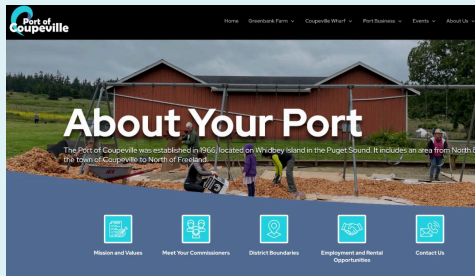 Port of
Coupeville
Home Greenbank Farm Coupeville Wharf Port Business Events About Us
About Your Port
The Port of Coupeville was established in 1966, located on Whidbey Island in the Puget Sound. It includes an area from North
the town of Coupeville to North of Freeland.
Mission and Values Meet Your Commissioners District Boundaries Employment and Rental Contact Us
Opportunities